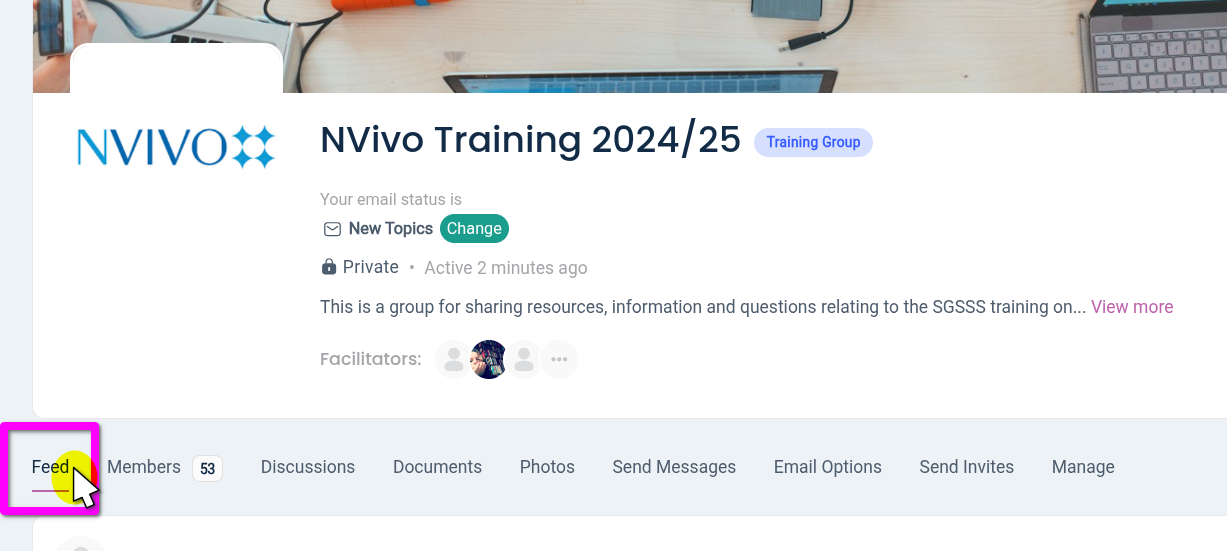 NVIVO
NVivo Training 2024/25 Training Group
Your email status is
New Topics Change
Private • Active 2 minutes ago
This is a group for sharing resources, information and questions relating to the SGSSS training on... View more
Facilitators:
Feed Members 53 Discussions Documents Photos Send Messages Email Options Send Invites Manage